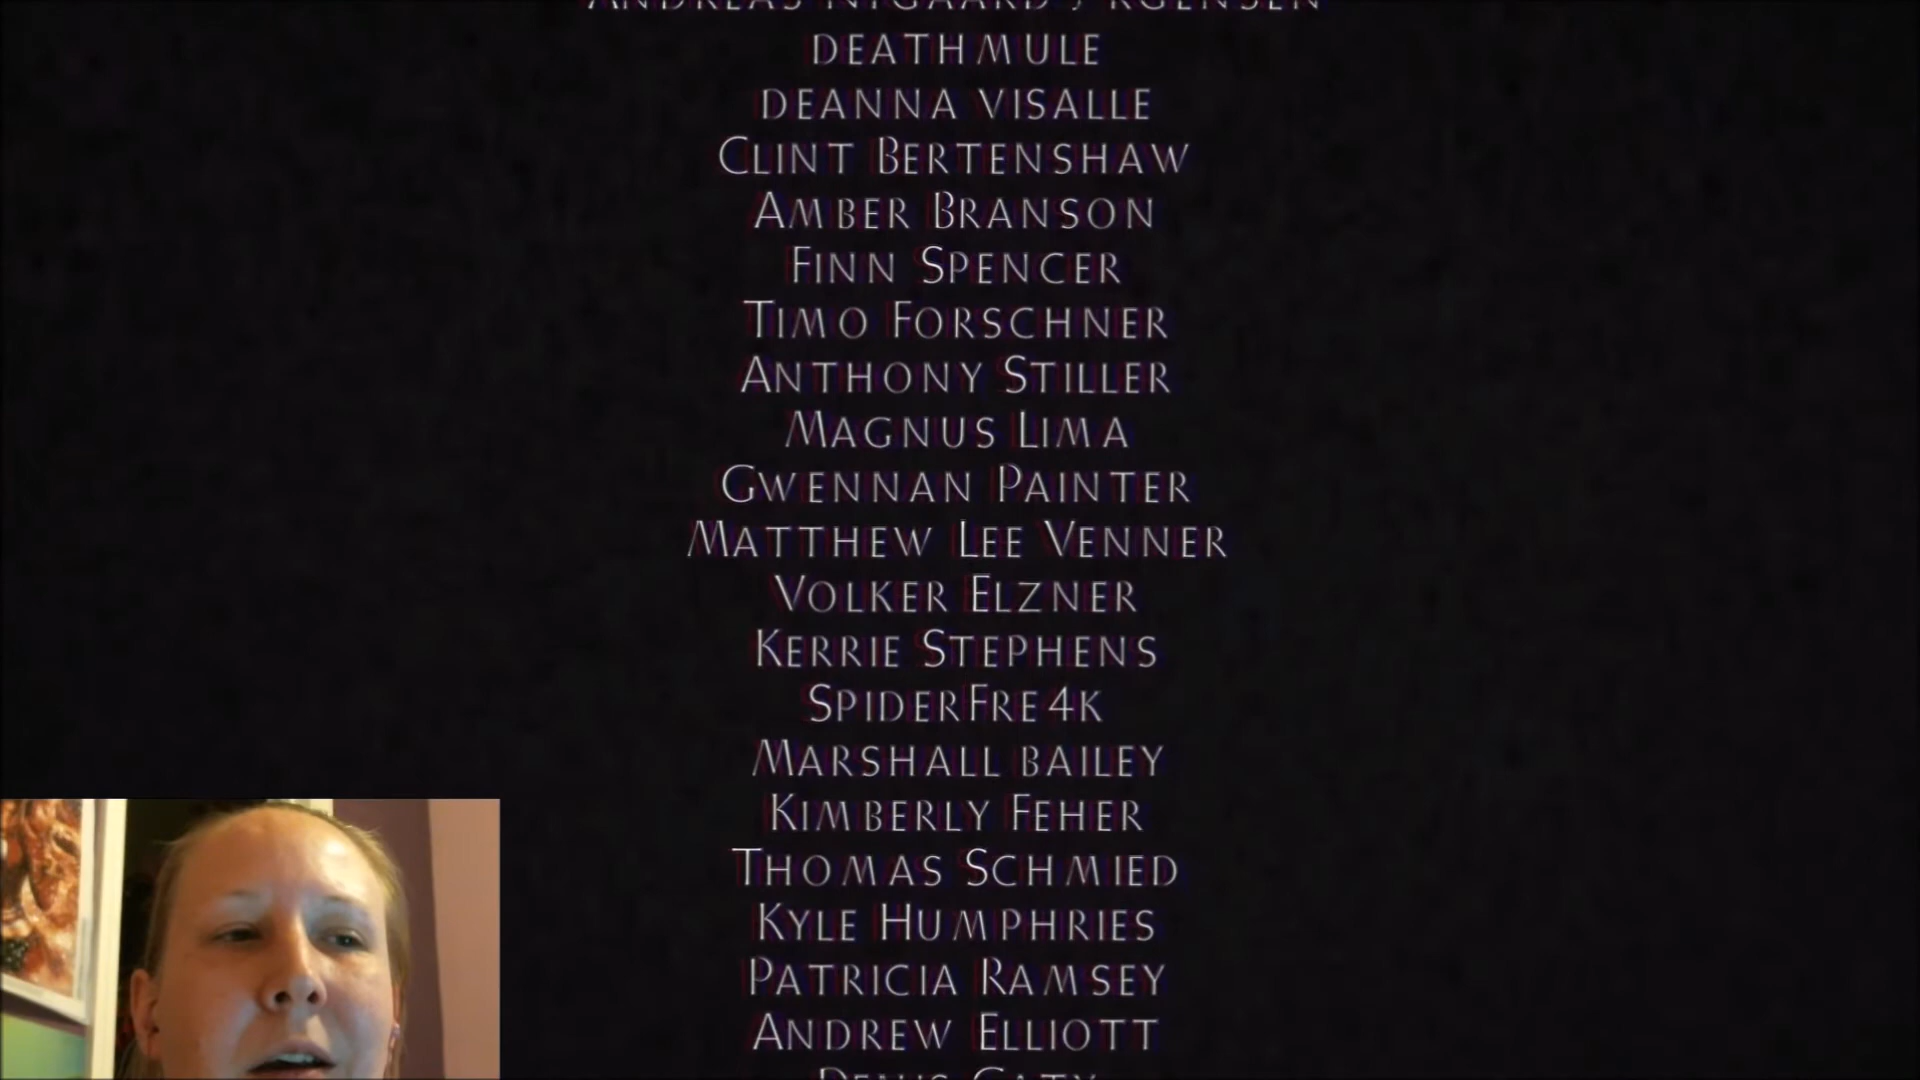 DEATHMULE
DEANNA VISALLE
CLINT BERTENSHAW
AMBER BRANSON
FINN SPENCER
TIMO FORSCHNER
ANTHONY STILLER
MAGNUS LIMA
GWENNAN PAINTER
MATTHEW LEE VENNER
VOLKER ELZNER
KERRIE STEPHENS
SPIDERFRE4K
MARSHALL BAILEY
KIMBERLY FEHER
THOMAS SCHMIED
KYLE HUMPHRIES
PATRICIA RAMSEY
ANDREW ELLIOTT